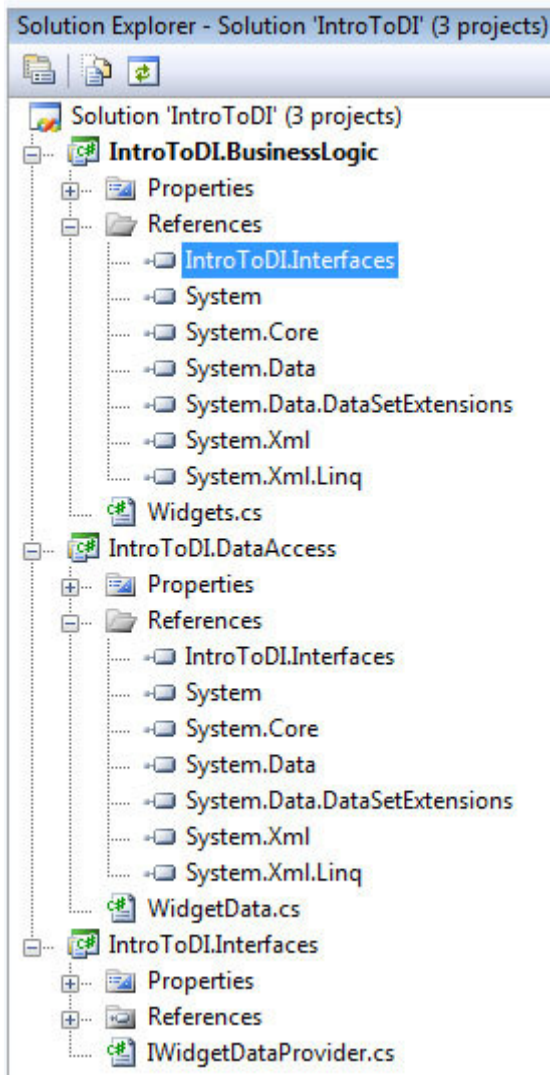 Solution Explorer - Solution 'IntroToDI' (3 projects)
Solution 'IntroToDI' (3 projects)
IntroToDI.BusinessLogic
Properties
References
IntroToDI.Interfaces
System
System.Core
System.Data
System.Data.DataSetExtensions
System.Xml
System.Xml.Linq
Widgets.cs
IntroToDI.DataAccess
Properties
References
IntroToDI.Interfaces
System
System.Core
System.Data
System.Data.DataSetExtensions
System.Xml
System.Xml.Linq
WidgetData.cs
IntroToDI.Interfaces
Properties
References
IWidgetDataProvider.cs